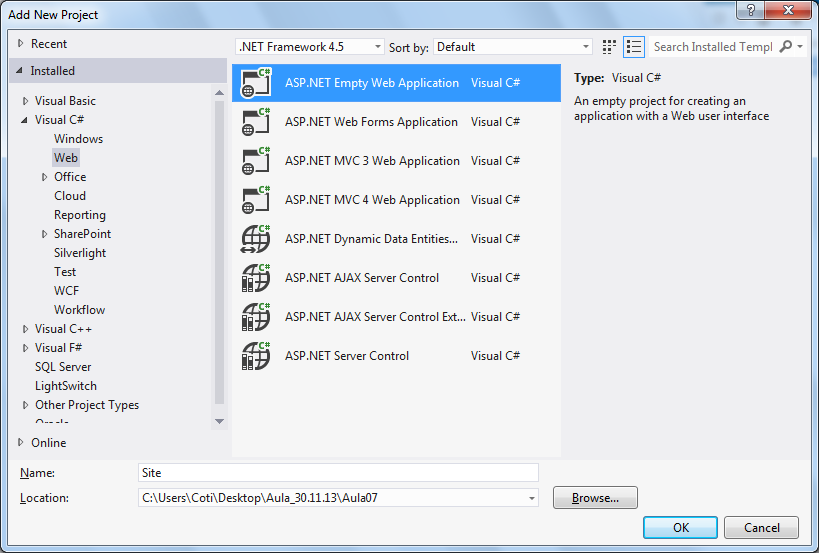 Add New Project
?
Recent
.NET Framework 4.5
Sort by:
Default
Search Installed Templ
Installed
Visual Basic
Visual C#
Windows
Web
Office
Cloud
Reporting
SharePoint
Silverlight
Test
WCF
Workflow
Visual C++
Visual F#
SQL Server
LightSwitch
Other Project Types
Oracle
Online
C# ASP.NET Empty Web Application Visual C#
C# ASP.NET Web Forms Application Visual C#
C# ASP.NET MVC 3 Web Application Visual C#
C# ASP.NET MVC 4 Web Application Visual C#
C# ASP.NET Dynamic Data Entities... Visual C#
C# ASP.NET AJAX Server Control Visual C#
C# ASP.NET AJAX Server Control Ext... Visual C#
C# ASP.NET Server Control Visual C#
Type: Visual C#
An empty project for creating an
application with a Web user interface
Name: Site
Location: C:\Users\Coti\Desktop\Aula_30.11.13\Aula07
Browse...
OK
Cancel